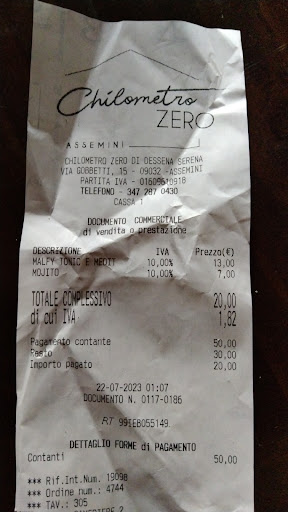 Chilometro
ZERO
ASSEMINI
CHILOMETRO ZERO DI DESSENA SERENA
VIA GOBBETTI, 15 - 09032 -ASSEMINI
PARTITA IVA - 01609610918
TELEFONO - 347 287 0430
CASSA 1
DOCUMENTO COMMERCIALE
di vendita o prestazione
DESCRIZIONE IVA Prezzo(€)
MALFY TONIC E MEDIT 10,00% 13,00
MOJITO 10,00% 7,00
TOTALE COMPLESSIVO 20,00
di cui IVA 1,82
Pagamento contante 50,00
Resto 30,00
Importo pagato 20,00
22-07-2023 01:07
DOCUMENTO N. 0117-0186
RT 99IEB055149
DETTAGLIO FORME di PAGAMENTO
Contanti 50,00
*** Rif.Int.Num. 19098
*** Ordine num.: 4744
*** TAV.: 305